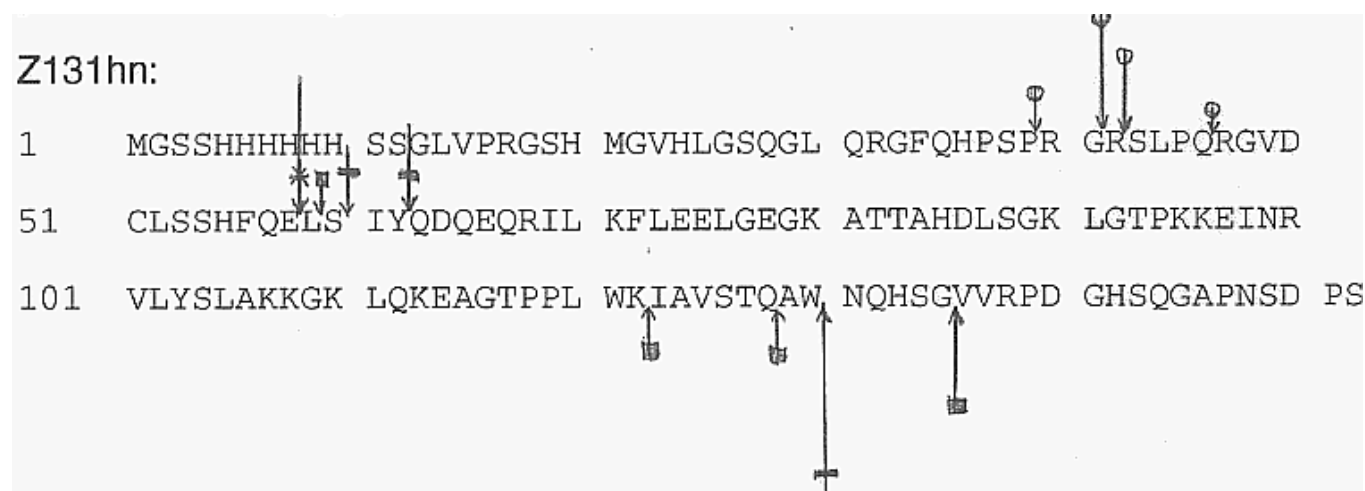 Z131hn:
1 MGSSHHHHHH SSGLVPRGSH MGVHLGSQGL QRGFQHPSPR GRSLPQRGVD
51 CLSSHFQELS IYQDQEQRIL KFLEELGEGK ATTAHDLSGK LGTPKKEINR
101 VLYSLAKKGK LQKEAGTPPL WKIAVSTQAW NQHSGVVRPD GHSQGAPNSD PS